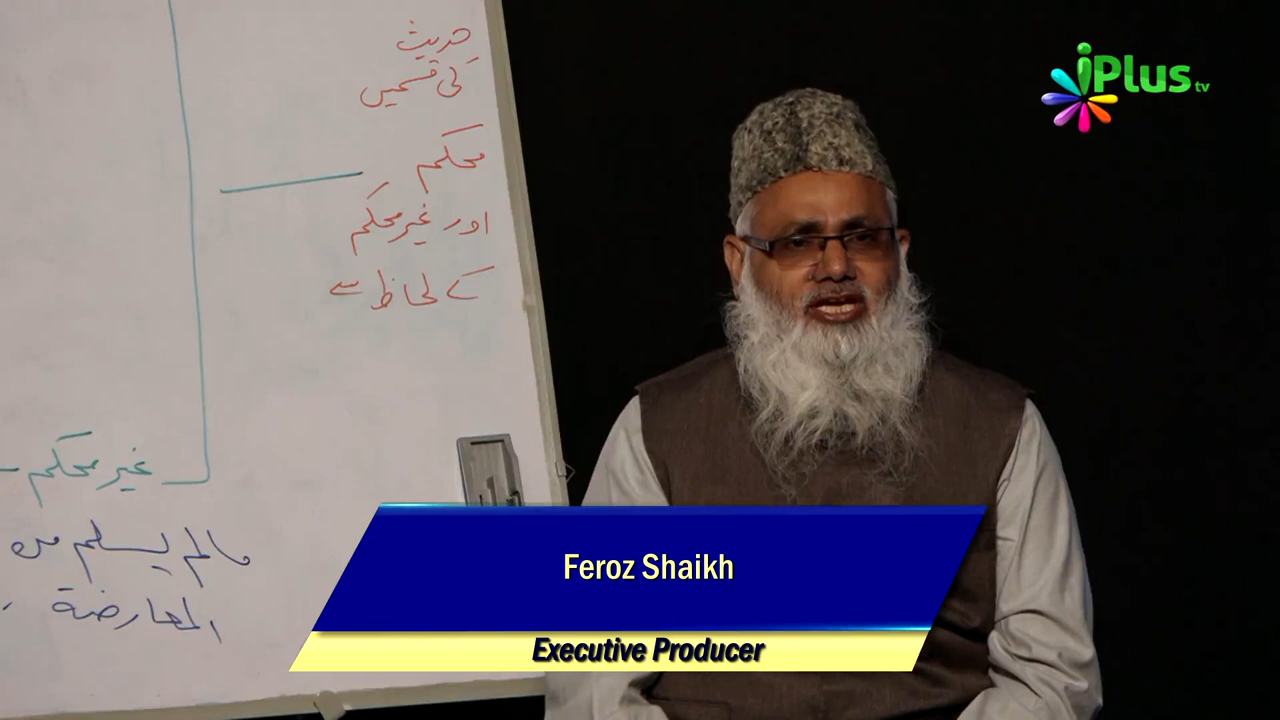 حدیث
کی قسمیں
محکم
اور غیر محکم
کے لحاظ سے
غیر محکم
مالم یسلم من
المعارضة
iPlus tv
Feroz Shaikh
Executive Producer